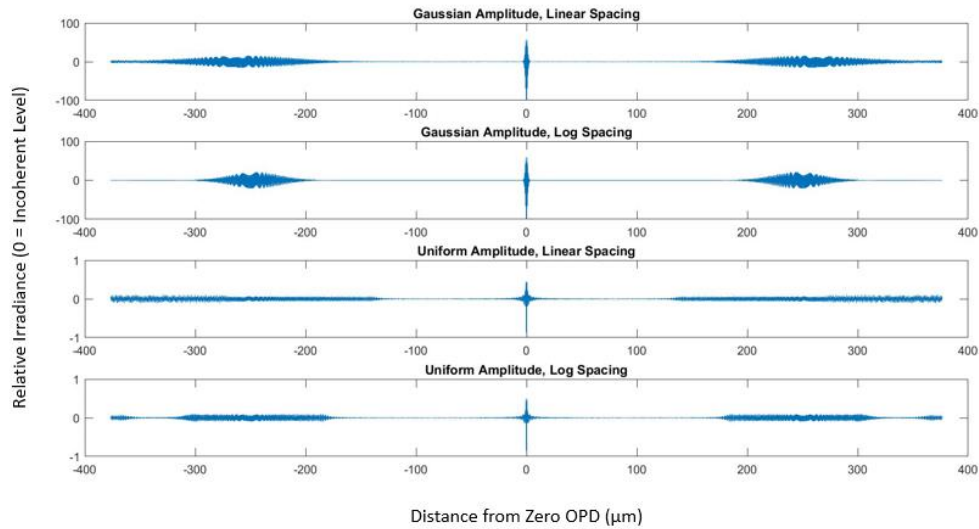 Gaussian Amplitude, Linear Spacing
100
0
-100
-400 -300 -200 -100 0 100 200 300 400
Gaussian Amplitude, Log Spacing
100
0
-100
-400 -300 -200 -100 0 100 200 300 400
Uniform Amplitude, Linear Spacing
1
0
-1
-400 -300 -200 -100 0 100 200 300 400
Uniform Amplitude, Log Spacing
1
0
-1
-400 -300 -200 -100 0 100 200 300 400
Relative Irradiance (0 = Incoherent Level)
Distance from Zero OPD (μm)